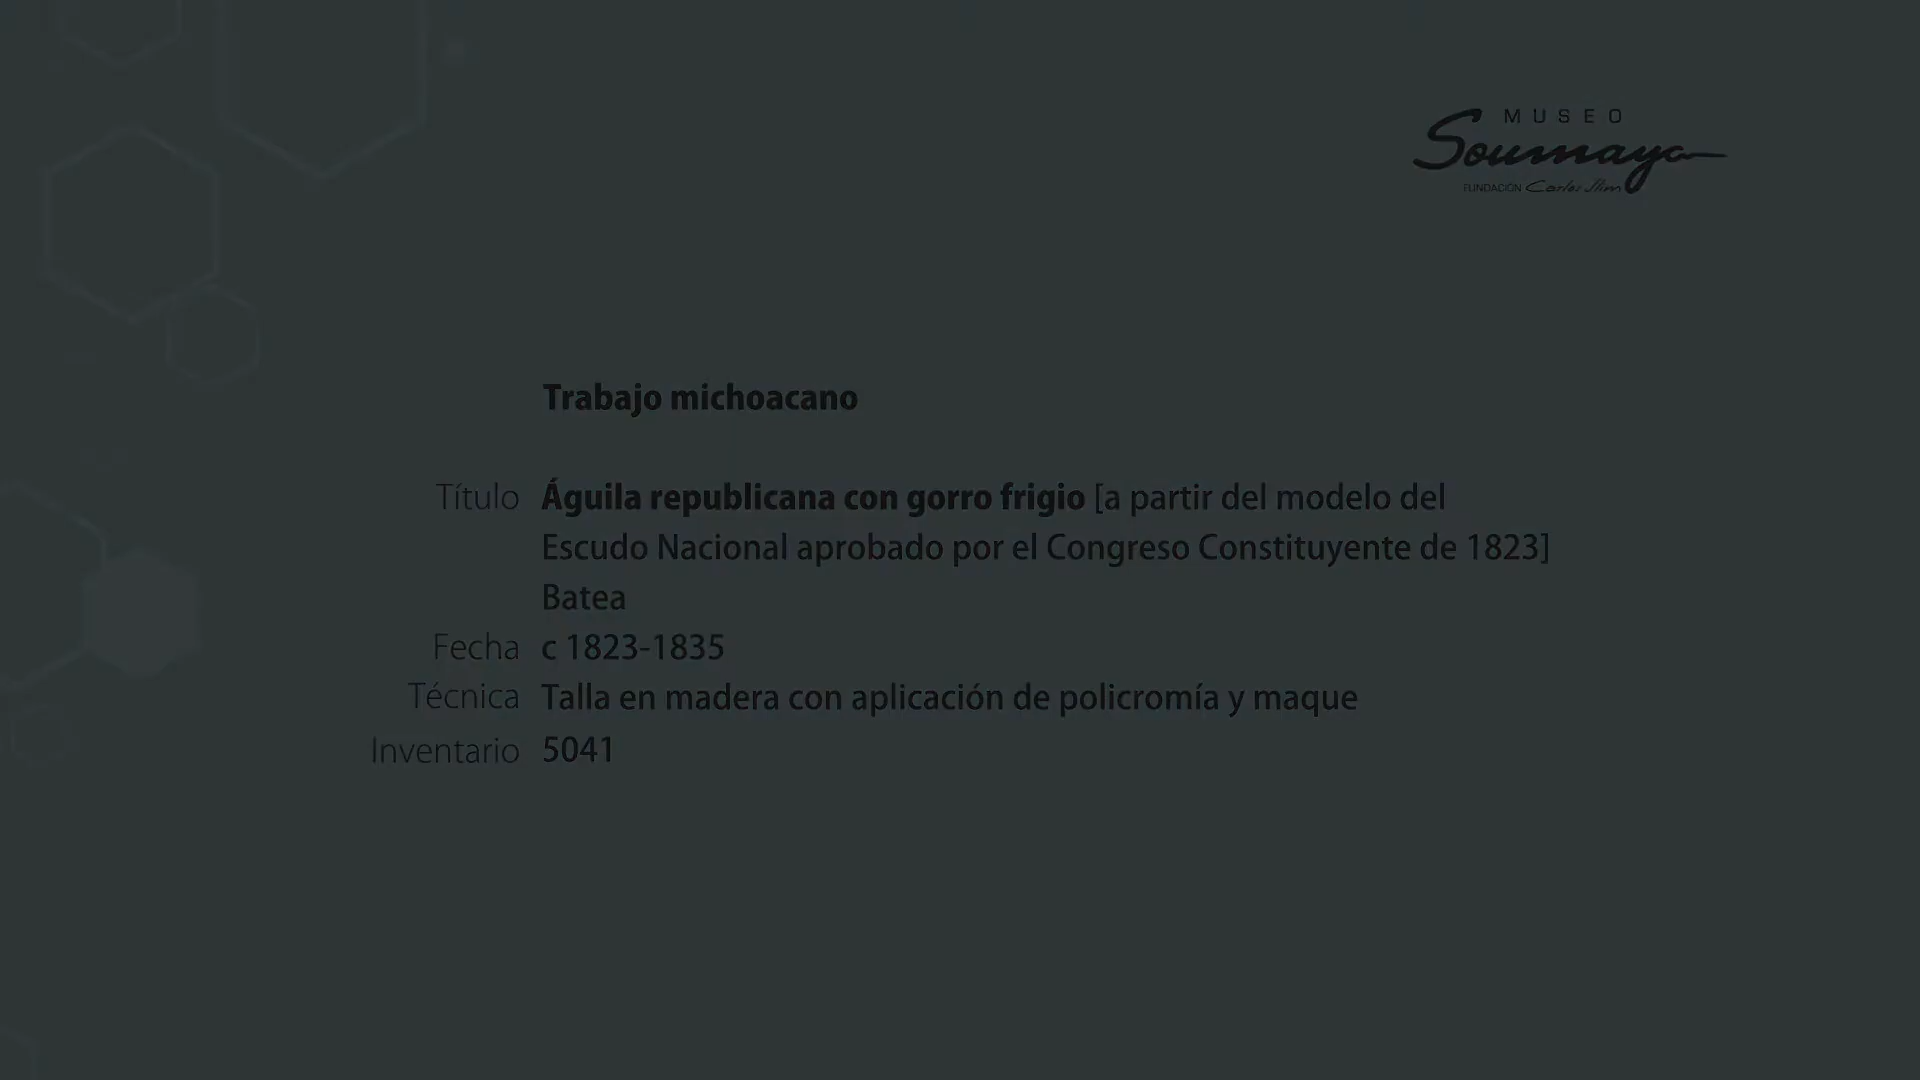 MUSEO
Soumaya
FUNDACIÓN Carlos Slim
Trabajo michoacano
Título Águila republicana con gorro frigio [a partir del modelo del
Escudo Nacional aprobado por el Congreso Constituyente de 1823]
Batea
Fecha c 1823-1835
Técnica Talla en madera con aplicación de policromía y maque
Inventario 5041